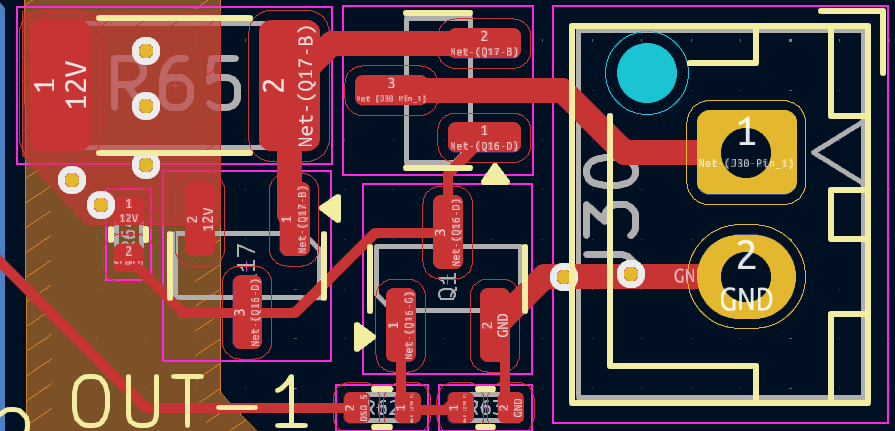 1
12V
R65
2
Net-(Q17-B)
2
Net-(Q17-B)
3
Net-(J30-Pin_1)
1
Net-(Q16-D)
1
Net-(J30-Pin_1)
J30
2
GND
GND
1
12V
2
2
12V
1
Net-(Q17-B)
17
3
Net-(Q16-D)
3
Net-(Q16-D)
Q1
1
Net-(Q16-G)
2
GND
OUT-1
2
DSO_5
1
1
2
GND